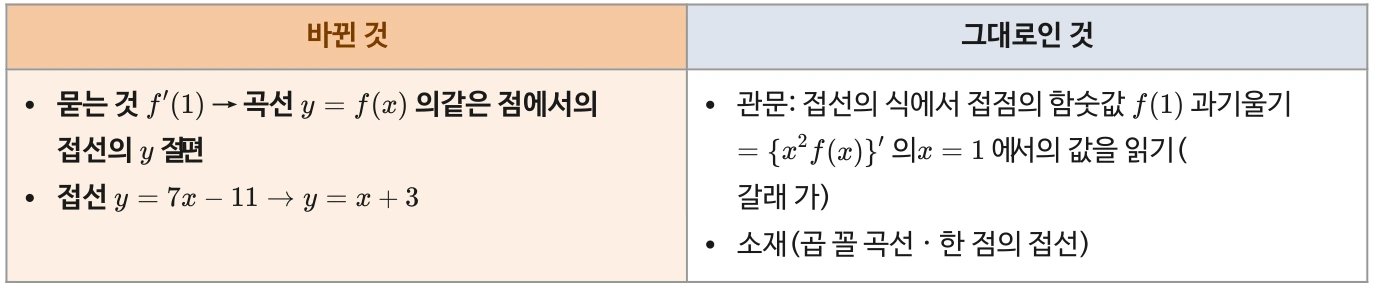 바뀐 것
그대로인 것
• 묻는 것 f′(1) → 곡선 y = f(x) 의같은 점에서의
접선의 y 절편
• 접선 y = 7x − 11 → y = x + 3
• 관문: 접선의 식에서 접점의 함숫값 f(1) 과기울기
= {x²f(x)}′ 의x = 1 에서의 값을 읽기(
갈래 가)
• 소재(곱 꼴 곡선 · 한 점의 접선)